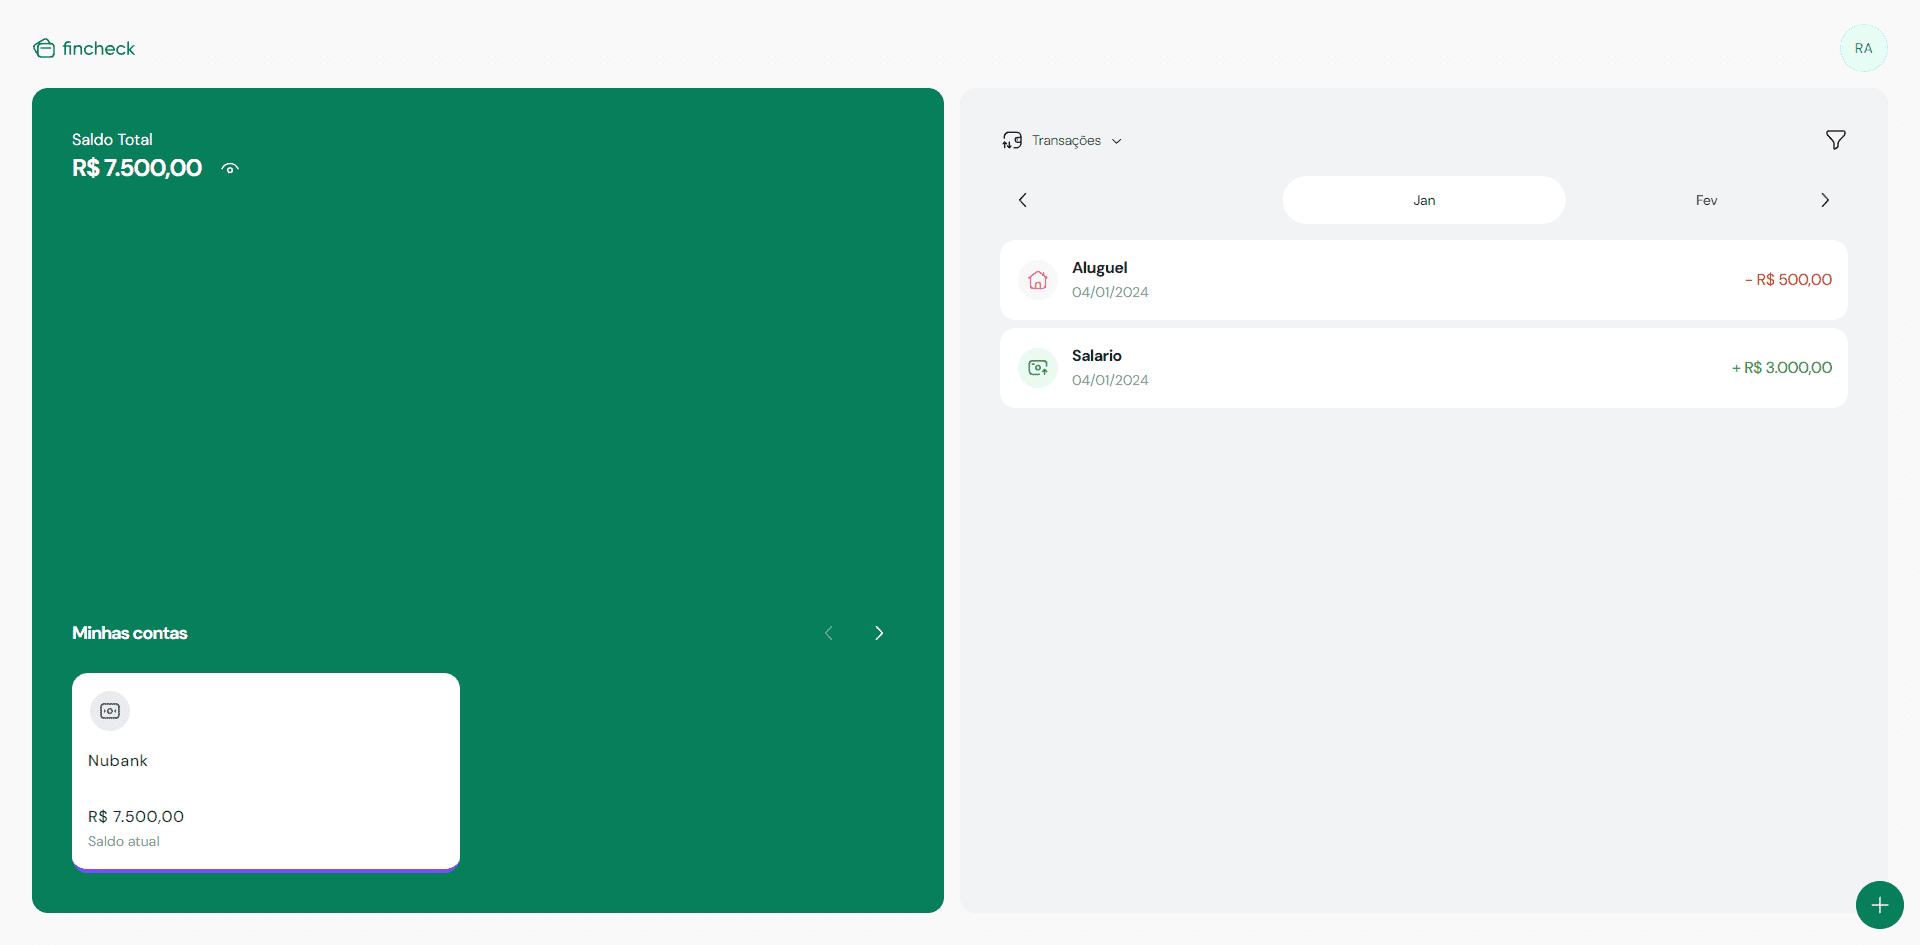 fincheck
RA
Saldo Total
R$ 7.500,00
Minhas contas
Nubank
R$ 7.500,00
Saldo atual
Transações
Jan
Fev
Aluguel
04/01/2024
- R$ 500,00
Salario
04/01/2024
+ R$ 3.000,00